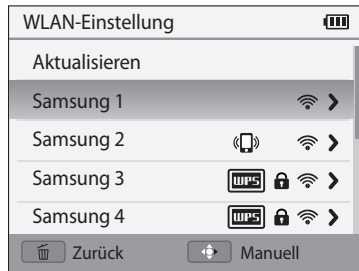 WLAN-Einstellung
Aktualisieren
Samsung 1
Samsung 2
Samsung 3 WPS
Samsung 4 WPS
Zurück Manuell